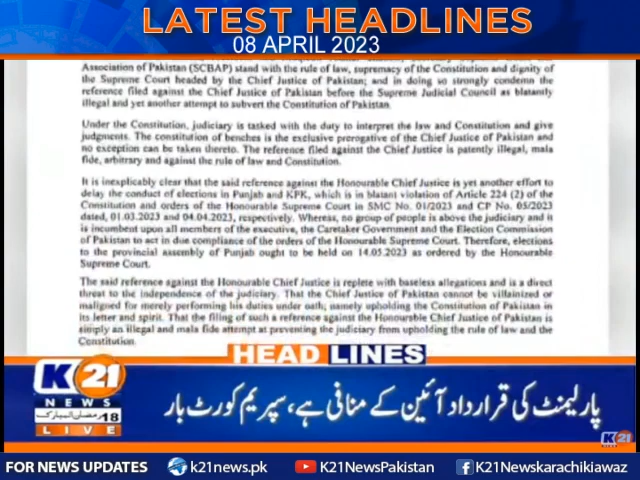 LATEST HEADLINES
08 APRIL 2023
Association of Pakistan (SCBAP) stand with the rule of law, supremacy of the Constitution and dignity of
the Supreme Court headed by the Chief Justice of Pakistan; and in doing so strongly condemn the
reference filed against the Chief Justice of Pakistan before the Supreme Judicial Council as blatantly
illegal and yet another attempt to subvert the Constitution of Pakistan.
Under the Constitution, judiciary is tasked with the duty to interpret the law and Constitution and give
judgments. The constitution of benches is the exclusive prerogative of the Chief Justice of Pakistan and
no exception can be taken thereto. The reference filed against the Chief Justice is patently illegal, mala
fide, arbitrary and against the rule of law and Constitution.
It is inexplicably clear that the said reference against the Honourable Chief Justice is yet another effort to
delay the conduct of elections in Punjab and KPK, which is in blatant violation of Article 224 (2) of the
Constitution and orders of the Honourable Supreme Court in SMC No. 01/2023 and CP No. 05/2023
dated, 01.03.2023 and 04.04.2023, respectively. Whereas, no group of people is above the judiciary and it
is incumbent upon all members of the executive, the Caretaker Government and the Election Commission
of Pakistan to act in due compliance of the orders of the Honourable Supreme Court. Therefore, elections
to the provincial assembly of Punjab ought to be held on 14.05.2023 as ordered by the Honourable
Supreme Court.
The said reference against the Honourable Chief Justice is replete with baseless allegations and is a direct
threat to the independence of the judiciary. That the Chief Justice of Pakistan cannot be villainized or
maligned for merely performing his duties under oath; namely upholding the Constitution of Pakistan in
its letter and spirit. That the filing of such a reference against the Honourable Chief Justice of Pakistan is
simply an illegal and mala fide attempt at preventing the judiciary from upholding the rule of law and the
Constitution.
HEAD LINES
K21
NEWS
18 رمضان المبارک
LIVE
پارلیمنٹ کی قرارداد آئین کے منافی ہے، سپریم کورٹ بار
K21
FOR NEWS UPDATES k21news.pk K21NewsPakistan K21Newskarachikiawaz